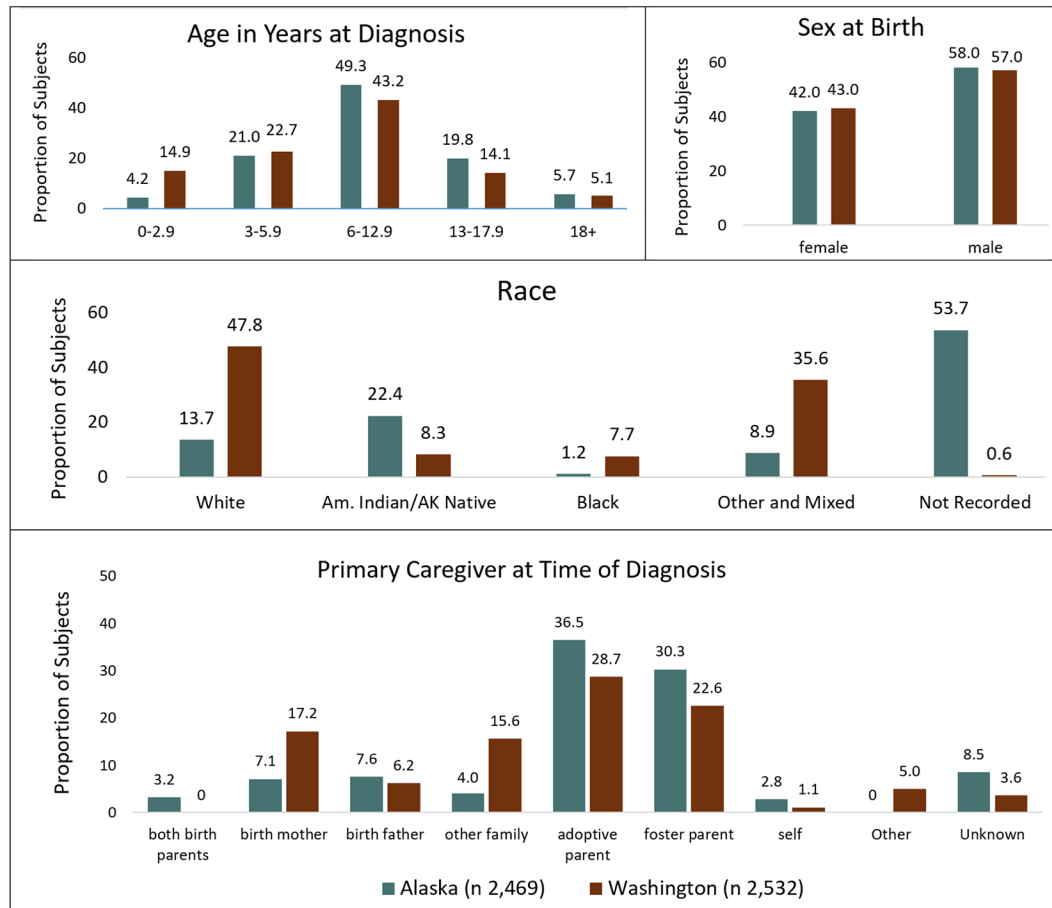 Age in Years at Diagnosis
Proportion of Subjects
60
40
20
0
4.2 14.9 21.0 22.7 49.3 43.2 19.8 14.1 5.7 5.1
0-2.9 3-5.9 6-12.9 13-17.9 18+
Sex at Birth
Proportion of Subjects
60
40
20
0
42.0 43.0 58.0 57.0
female male
Race
Proportion of Subjects
60
40
20
0
13.7 47.8 22.4 8.3 1.2 7.7 8.9 35.6 53.7 0.6
White Am. Indian/AK Native Black Other and Mixed Not Recorded
Primary Caregiver at Time of Diagnosis
Proportion of Subjects
50
40
30
20
10
0
3.2 0 7.1 17.2 7.6 6.2 4.0 15.6 36.5 28.7 30.3 22.6 2.8 1.1 0 5.0 8.5 3.6
both birth parents birth mother birth father other family adoptive parent foster parent self Other Unknown
Alaska (n 2,469) Washington (n 2,532)